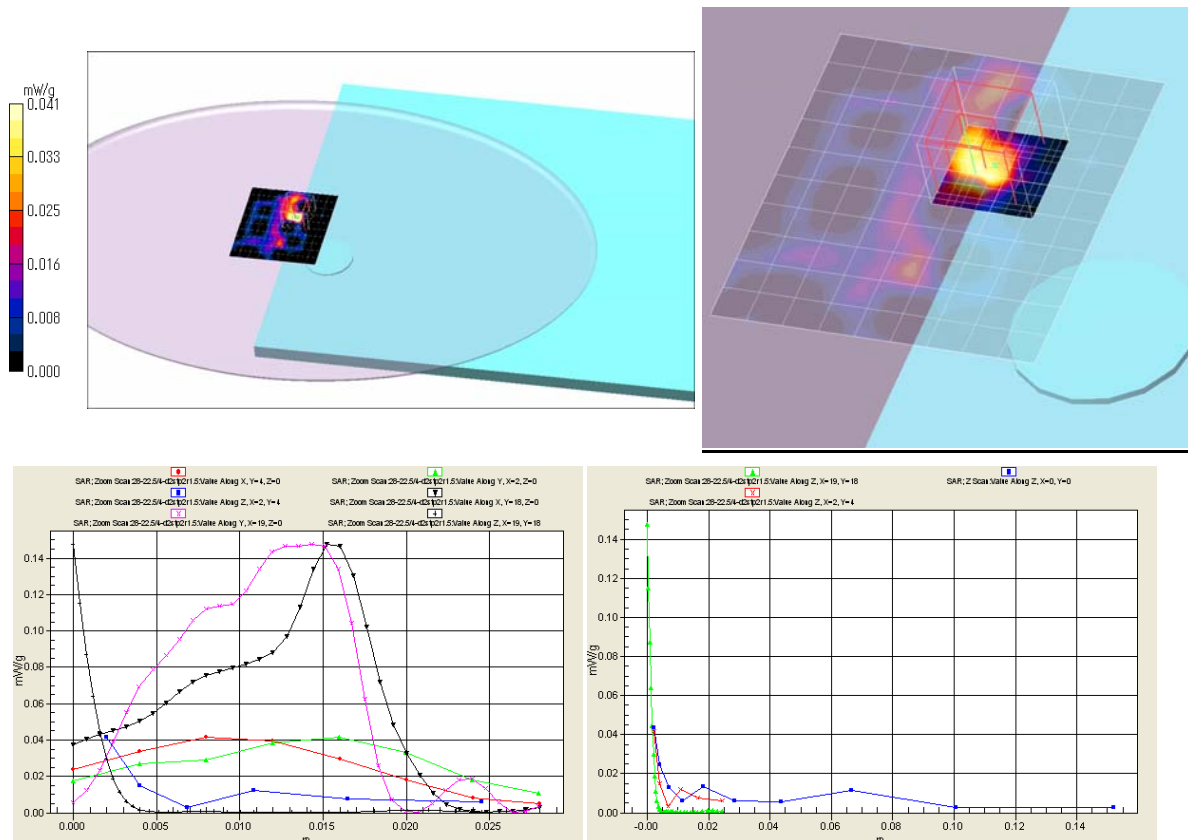 mW/g
0.041
0.033
0.025
0.016
0.008
0.000
SAR; Zoom Scan:28-22.5/4-d2s1p2r1.5:Value Along X, Y=4, Z=0
SAR; Zoom Scan:28-22.5/4-d2s1p2r1.5:Value Along Y, X=2, Z=0
SAR; Zoom Scan:28-22.5/4-d2s1p2r1.5:Value Along Z, X=2, Y=4
SAR; Zoom Scan:28-22.5/4-d2s1p2r1.5:Value Along X, Y=18, Z=0
SAR; Zoom Scan:28-22.5/4-d2s1p2r1.5:Value Along Y, X=19, Z=0
SAR; Zoom Scan:28-22.5/4-d2s1p2r1.5:Value Along Z, X=19, Y=18
0.14
0.12
0.10
0.08
0.06
0.04
0.02
0.00
mW/g
0.000
0.005
0.010
0.015
0.020
0.025
m
SAR; Zoom Scan:28-22.5/4-d2s1p2r1.5:Value Along Z, X=19, Y=18
SAR; Z Scan:Value Along Z, X=0, Y=0
SAR; Zoom Scan:28-22.5/4-d2s1p2r1.5:Value Along Z, X=2, Y=4
0.14
0.12
0.10
0.08
0.06
0.04
0.02
0.00
mW/g
-0.00
0.02
0.04
0.06
0.08
0.10
0.12
0.14
m